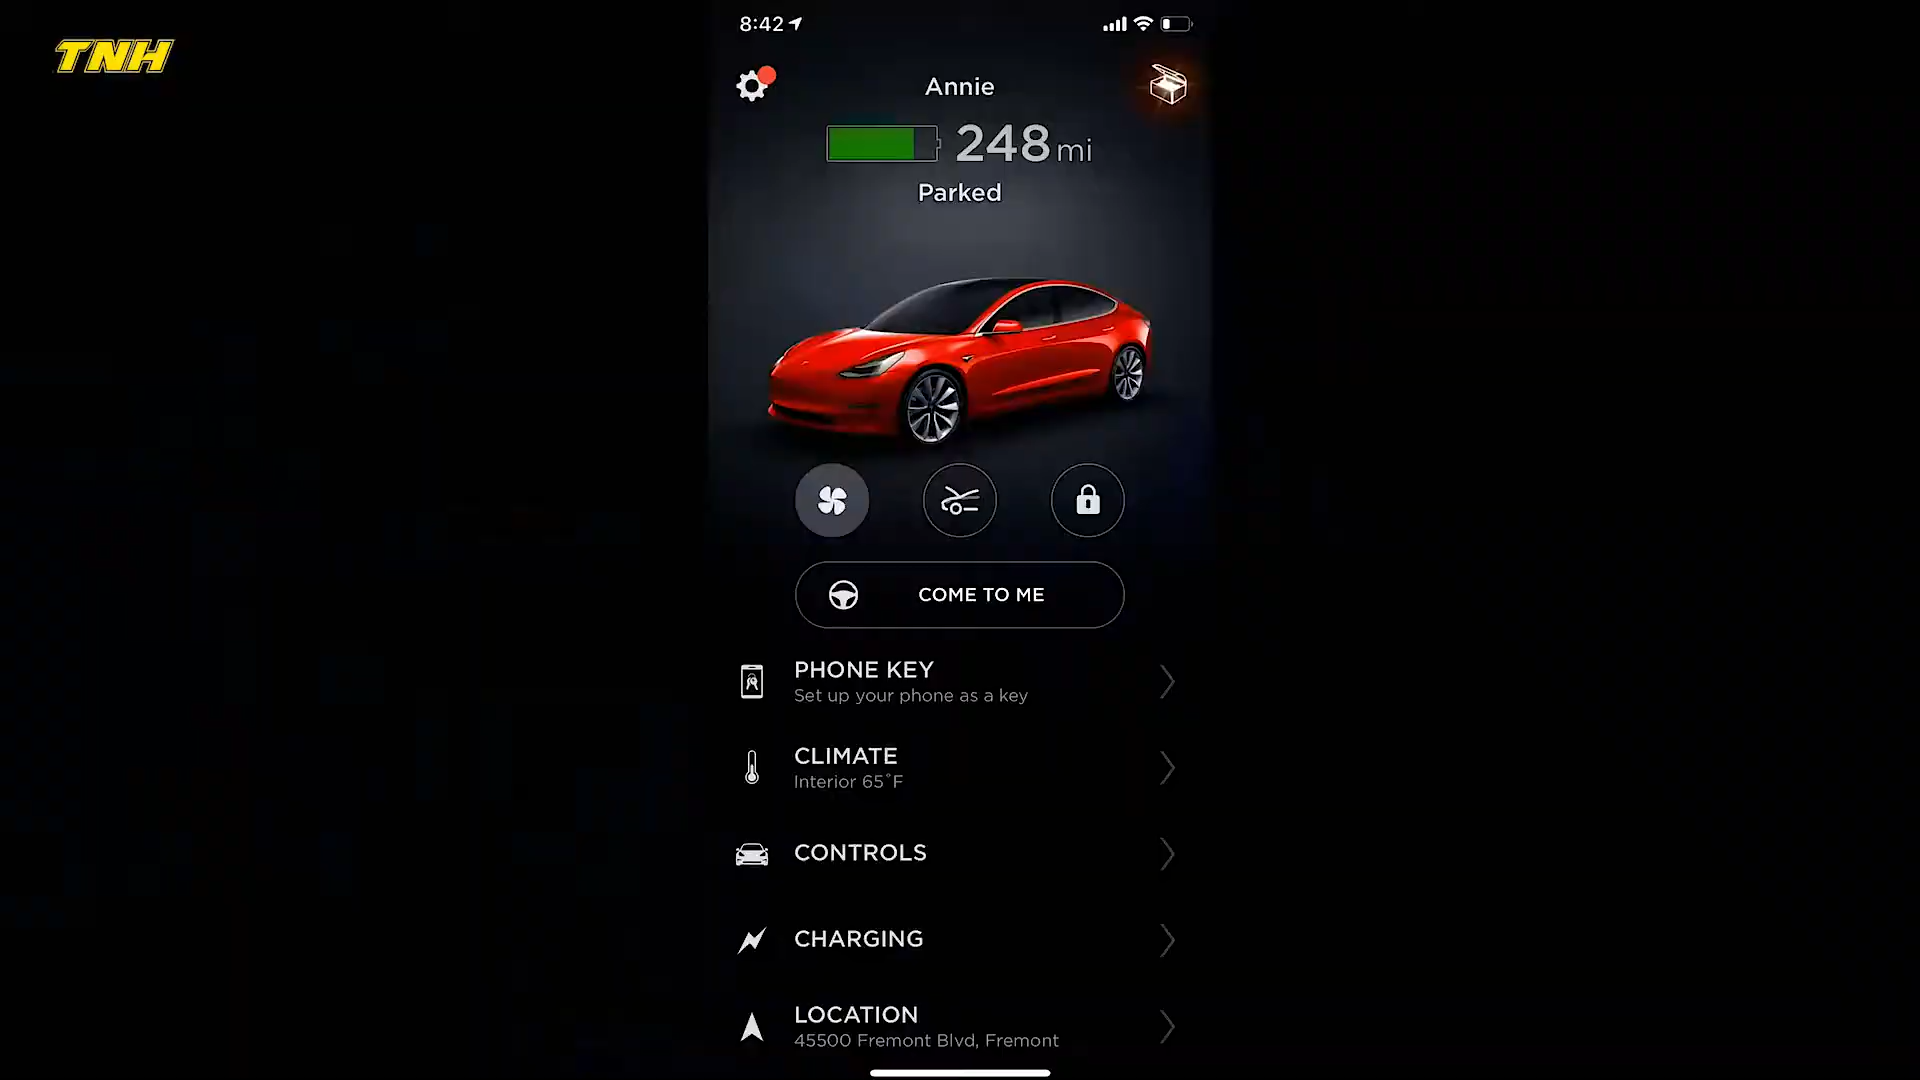 TNH
8:42
Annie
248 mi
Parked
COME TO ME
PHONE KEY
Set up your phone as a key
CLIMATE
Interior 65°F
CONTROLS
CHARGING
LOCATION
45500 Fremont Blvd, Fremont